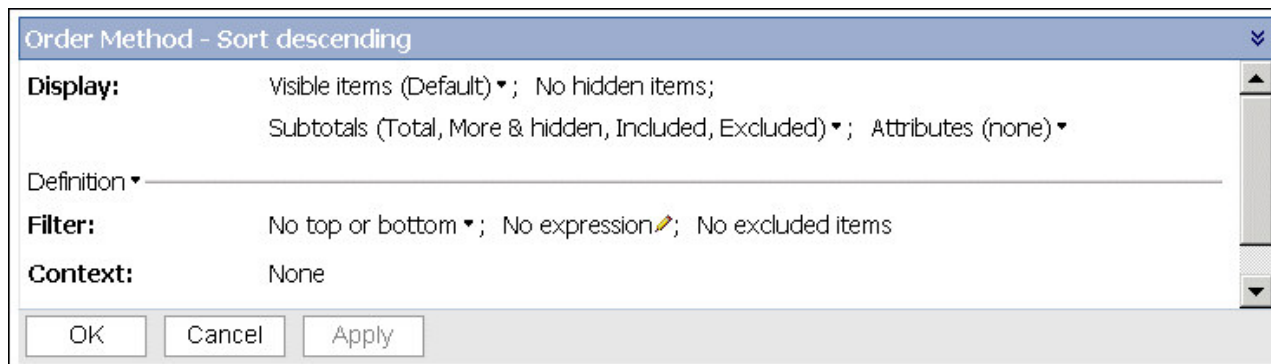 Order Method - Sort descending
Display: Visible items (Default) ; No hidden items;
Subtotals (Total, More & hidden, Included, Excluded) ; Attributes (none)
Definition
Filter: No top or bottom ; No expression ; No excluded items
Context: None
OK Cancel Apply